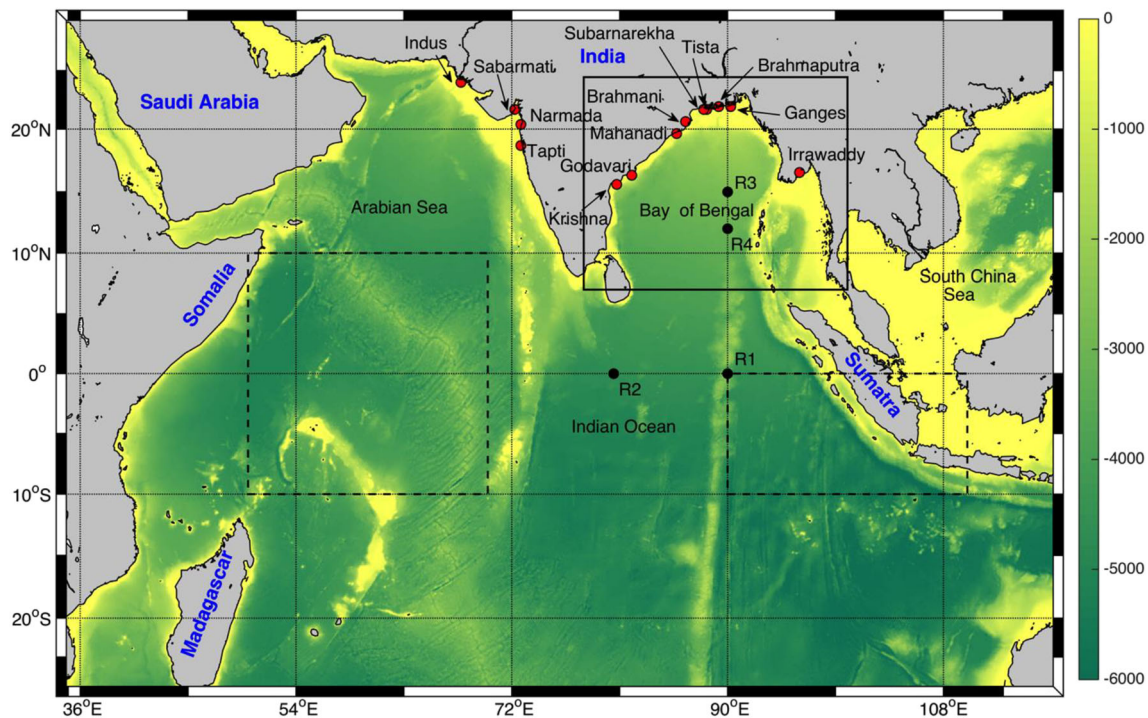 0
Subarnarekha
Indus
Tista
India
Sabarmati
Brahmaputra
Saudi Arabia
Brahmani
Ganges
-1000
20°N
Narmada
Mahanadi
Tapti
Godavari
Irrawaddy
R3
Arabian Sea
Krishna
Bay of Bengal
-2000
R4
10°N
Somalia
South China
Sea
-3000
R1
0°
R2
Sumatra
-4000
Indian Ocean
10°S
-5000
Madagascar
20°S
-6000
36°E
54°E
72°E
90°E
108°E